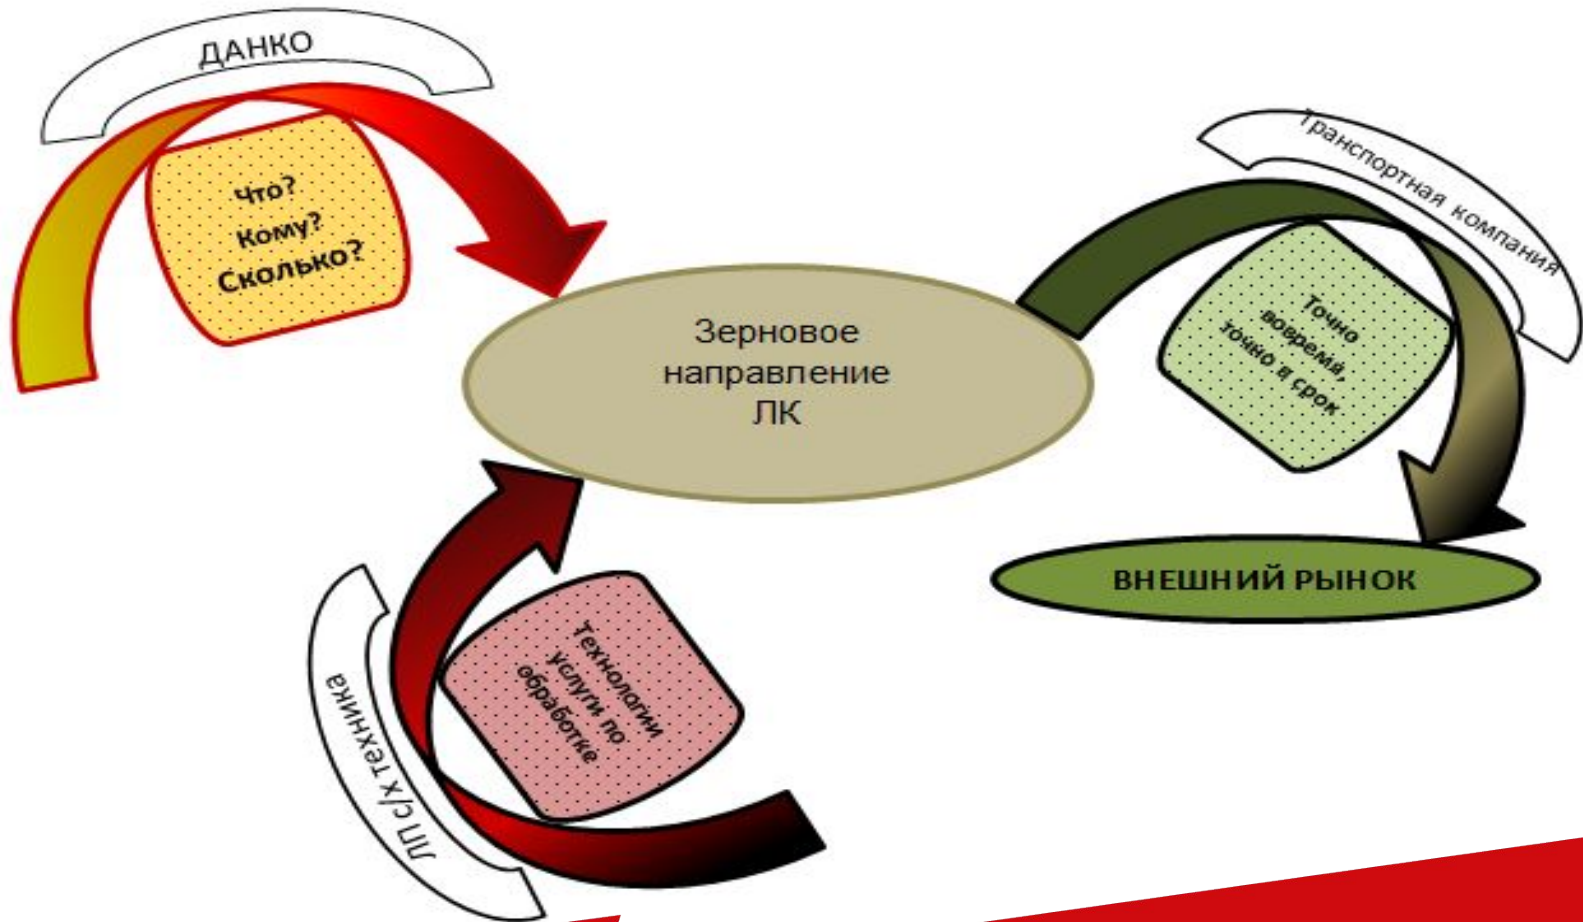 ДАНКО
Что?
Кому?
Сколько?
Зерновое
направление
ЛК
Транспортная компания
Точно
вовремя,
точно в срок
ВНЕШНИЙ РЫНОК
ЛП с/х техника
Технологии
услуги по
обработке